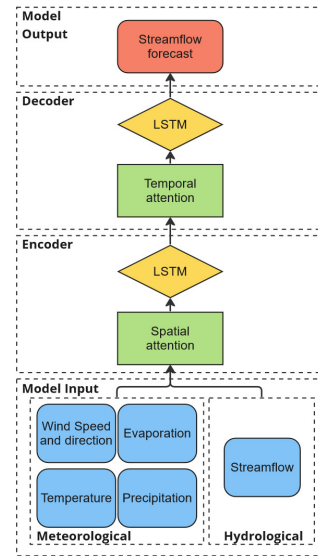 Model
Output
Streamflow
forecast
Decoder
LSTM
Temporal
attention
Encoder
LSTM
Spatial
attention
Model Input
Wind Speed
and direction
Evaporation
Temperature
Precipitation
Streamflow
Meteorological
Hydrological